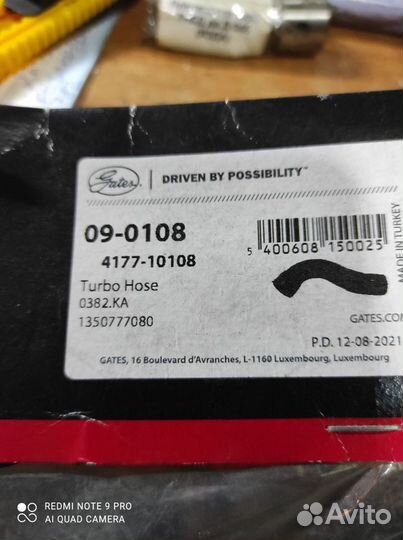 Gates
DRIVEN BY POSSIBILITY™
09-0108
4177-10108
Turbo Hose
0382.KA
1350777080
5 400608 150025
MADE IN TURKEY
GATES.COM
P.D. 12-08-2021
GATES, 16 Boulevard d'Avranches, L-1160 Luxembourg, Luxembourg
REDMI NOTE 9 PRO
AI QUAD CAMERA
Avito